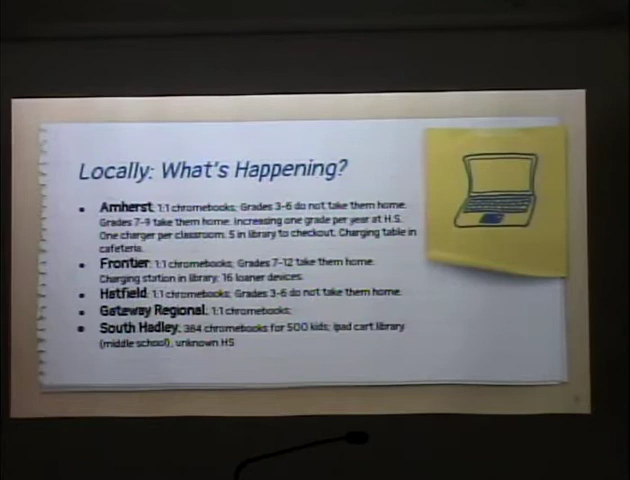 Locally: What's Happening?
• Amherst: 1:1 chromebooks; Grades 3-6 do not take them home.
Grades 7-9 take them home. Increasing one grade per year at H.S.
One charger per classroom. 5 in library to checkout. Charging table in
cafeteria.
• Frontier: 1:1 chromebooks; Grades 7-12 take them home.
Charging station in library, 16 loaner devices.
• Hatfield: 1:1 chromebooks; Grades 3-6 do not take them home.
• Gateway Regional: 1:1 chromebooks;
• South Hadley: 384 chromebooks for 500 kids; ipad cart library
(middle school), unknown HS